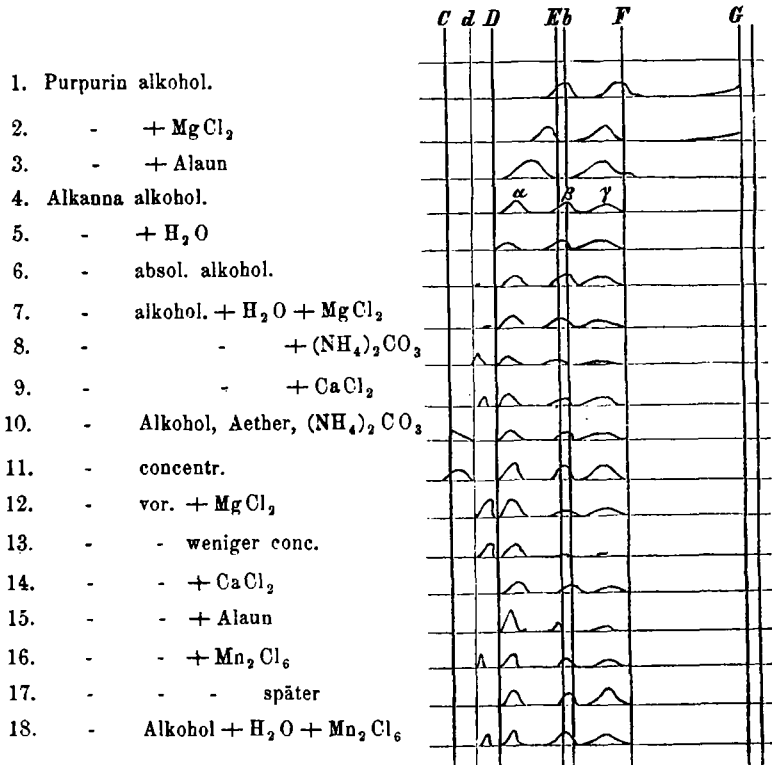 C d D E b F G
1. Purpurin alkohol.
2. - + MgCl₂
3. - + Alaun
α β γ
4. Alkanna alkohol.
5. - + H₂O
6. - absol. alkohol.
7. - alkohol. + H₂O + MgCl₂
8. - - + (NH₄)₂CO₃
9. - - + CaCl₂
10. - Alkohol, Aether, (NH₄)₂CO₃
11. - concentr.
12. - vor. + MgCl₂
13. - - weniger conc.
14. - - + CaCl₂
15. - - + Alaun
16. - - + Mn₂Cl₆
17. - - - später
18. - Alkohol + H₂O + Mn₂Cl₆